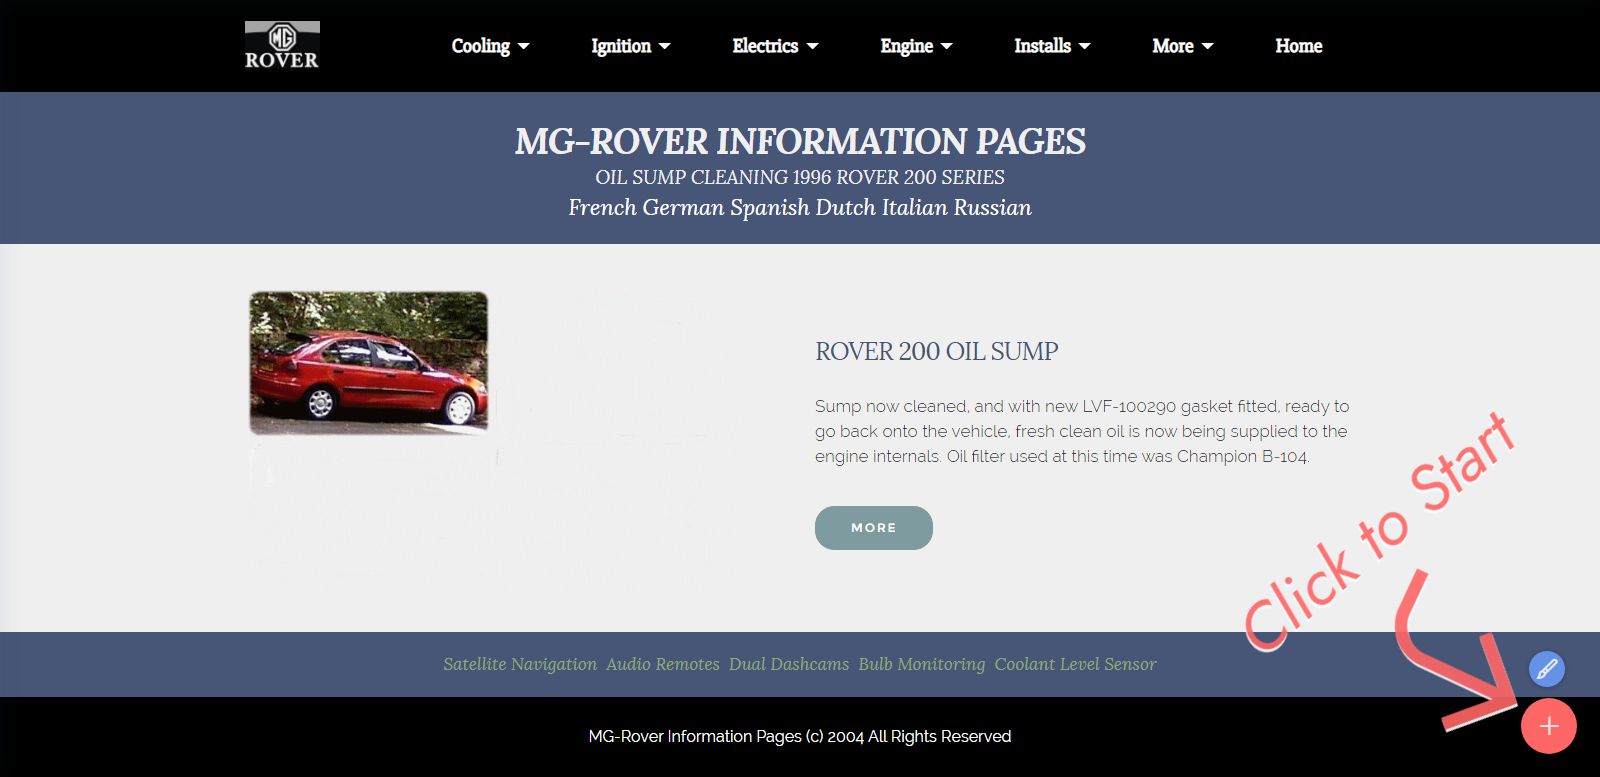 MG
ROVER
Cooling Ignition Electrics Engine Installs More Home
MG-ROVER INFORMATION PAGES
OIL SUMP CLEANING 1996 ROVER 200 SERIES
French German Spanish Dutch Italian Russian
ROVER 200 OIL SUMP
Sump now cleaned, and with new LVF-100290 gasket fitted, ready to
go back onto the vehicle, fresh clean oil is now being supplied to the
engine internals. Oil filter used at this time was Champion B-104.
MORE
Click to Start
Satellite Navigation Audio Remotes Dual Dashcams Bulb Monitoring Coolant Level Sensor
MG-Rover Information Pages (c) 2004 All Rights Reserved